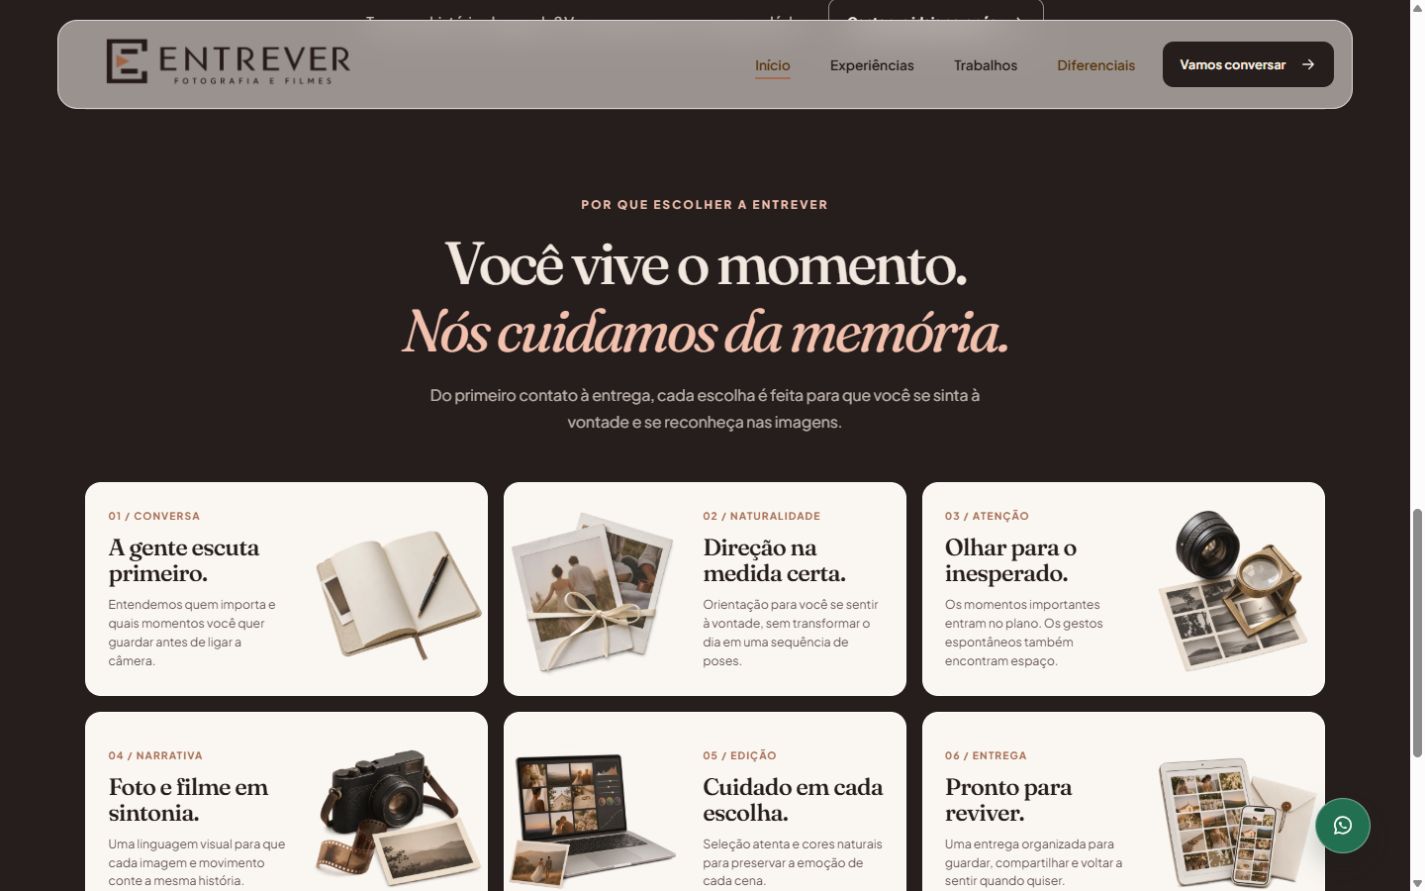 ENTREVER
FOTOGRAFIA E FILMES
Início
Experiências
Trabalhos
Diferenciais
Vamos conversar
POR QUE ESCOLHER A ENTREVER
Você vive o momento.
Nós cuidamos da memória.
Do primeiro contato à entrega, cada escolha é feita para que você se sinta à
vontade e se reconheça nas imagens.
01 / CONVERSA
A gente escuta
primeiro.
Entendemos quem importa e
quais momentos você quer
guardar antes de ligar a
câmera.
02 / NATURALIDADE
Direção na
medida certa.
Orientação para você se sentir
à vontade, sem transformar o
dia em uma sequência de
poses.
03 / ATENÇÃO
Olhar para o
inesperado.
Os momentos importantes
entram no plano. Os gestos
espontâneos também
encontram espaço.
04 / NARRATIVA
Foto e filme em
sintonia.
Uma linguagem visual para que
cada imagem e movimento
conte a mesma história.
05 / EDIÇÃO
Cuidado em cada
escolha.
Seleção atenta e cores naturais
para preservar a emoção de
cada cena.
06 / ENTREGA
Pronto para
reviver.
Uma entrega organizada para
guardar, compartilhar e voltar a
sentir quando quiser.